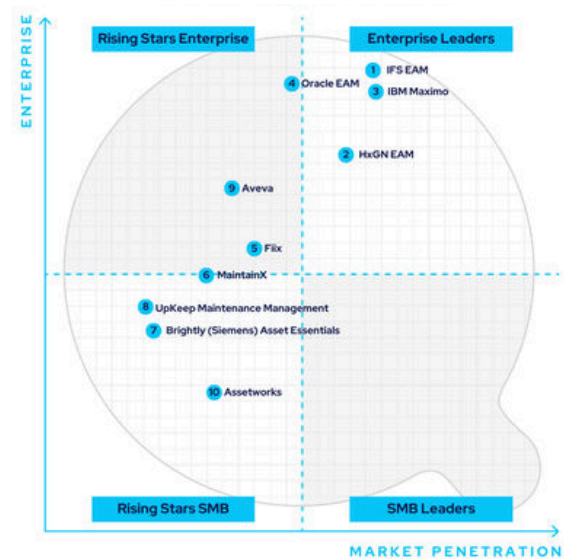 ENTERPRISE
Rising Stars Enterprise
Enterprise Leaders
1 IFS EAM
4 Oracle EAM
3 IBM Maximo
2 HxGN EAM
9 Aveva
5 Fiix
6 MaintainX
8 UpKeep Maintenance Management
7 Brightly (Siemens) Asset Essentials
10 Assetworks
Rising Stars SMB
SMB Leaders
MARKET PENETRATION